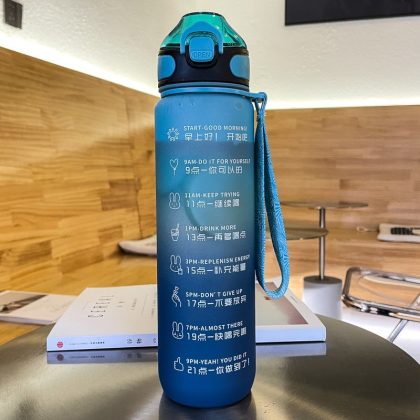 OPEN
START-GOOD MORNING!
早上好! 开始吧
9AM-DO IT FOR YOURSELF
9点—你可以的
11AM-KEEP TRYING
11点—继续喝
1PM-DRINK MORE
13点—再富喝点
3PM-REPLENISH ENERGY
15点—补充能量
5PM-DON'T GIVE UP
17点—不要放弃
7PM-ALMOST THERE
19点—快喝完喜
9PM-YEAH! YOU DID IT
21点—你做到了!